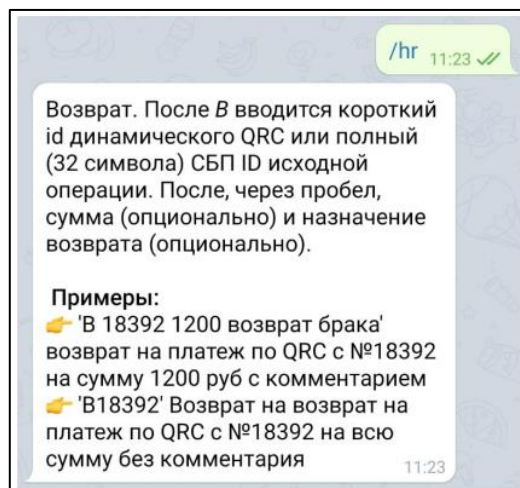 /hr 11:23
Возврат. После В вводится короткий
id динамического QRC или полный
(32 символа) СБП ID исходной
операции. После, через пробел,
сумма (опционально) и назначение
возврата (опционально).
Примеры:
👉 'В 18392 1200 возврат брака'
возврат на платеж по QRC с №18392
на сумму 1200 руб с комментарием
👉 'В18392' Возврат на возврат на
платеж по QRC с №18392 на всю
сумму без комментария
11:23